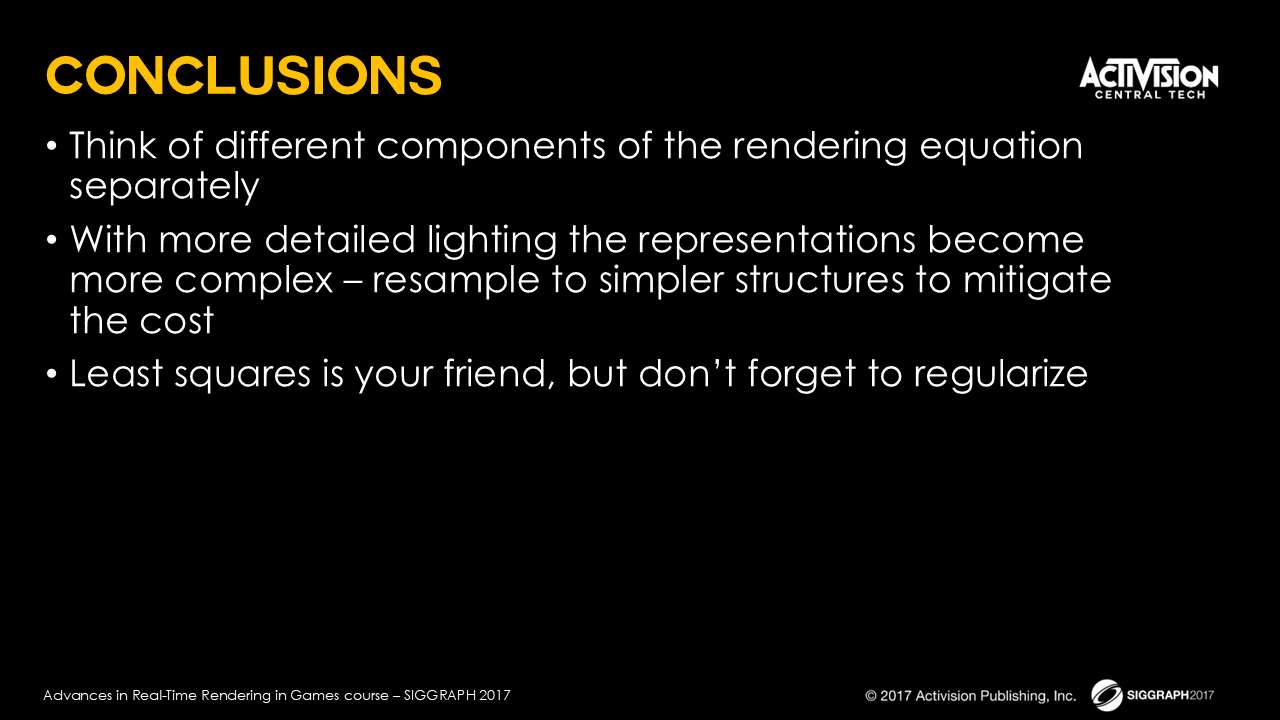 CONCLUSIONS
ACTIVISION
CENTRAL TECH
• Think of different components of the rendering equation
separately
• With more detailed lighting the representations become
more complex – resample to simpler structures to mitigate
the cost
• Least squares is your friend, but don’t forget to regularize
Advances in Real-Time Rendering in Games course – SIGGRAPH 2017
© 2017 Activision Publishing, Inc.
SIGGRAPH2017